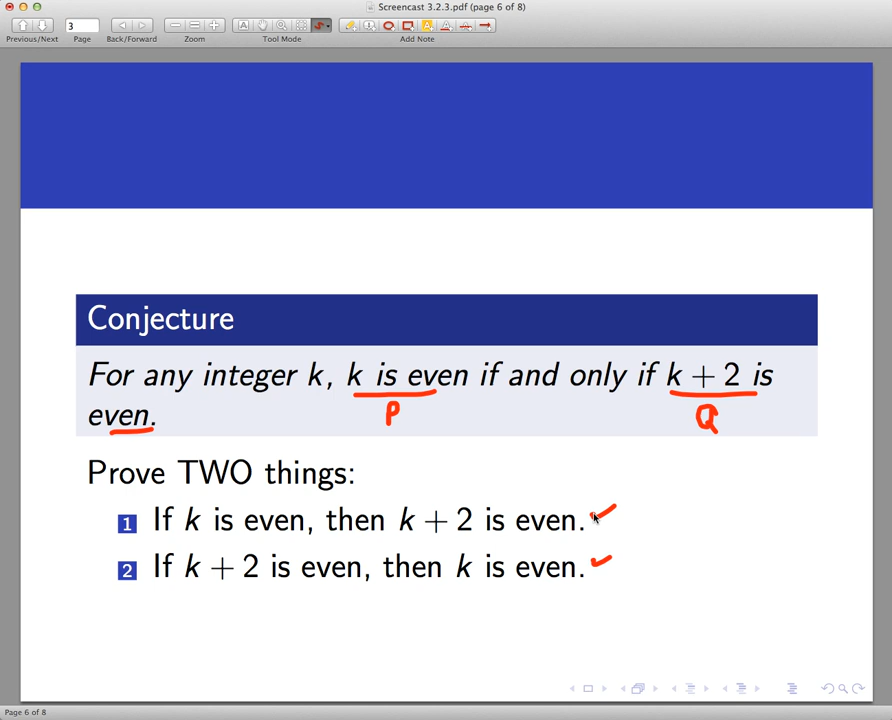 Screencast 3.2.3.pdf (page 6 of 8)
3
Previous/Next Page Back/Forward Zoom Tool Mode Add Note
Conjecture
For any integer k, k is even if and only if k + 2 is
even.
P Q
Prove TWO things:
1 If k is even, then k + 2 is even.
2 If k + 2 is even, then k is even.
Page 6 of 8